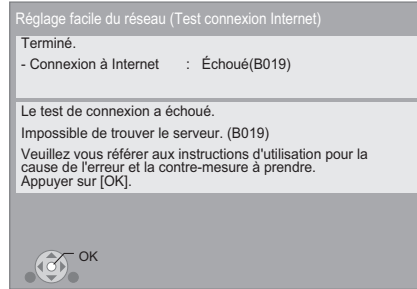 Réglage facile du réseau (Test connexion Internet)
Terminé.
- Connexion à Internet : Échoué(B019)
Le test de connexion a échoué.
Impossible de trouver le serveur. (B019)
Veuillez vous référer aux instructions d'utilisation pour la
cause de l'erreur et la contre-mesure à prendre.
Appuyer sur [OK].
OK